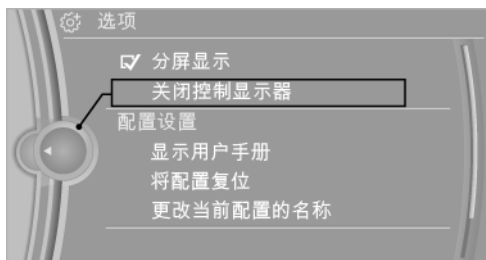 选项
分屏显示
关闭控制显示器
配置设置
显示用户手册
将配置复位
更改当前配置的名称